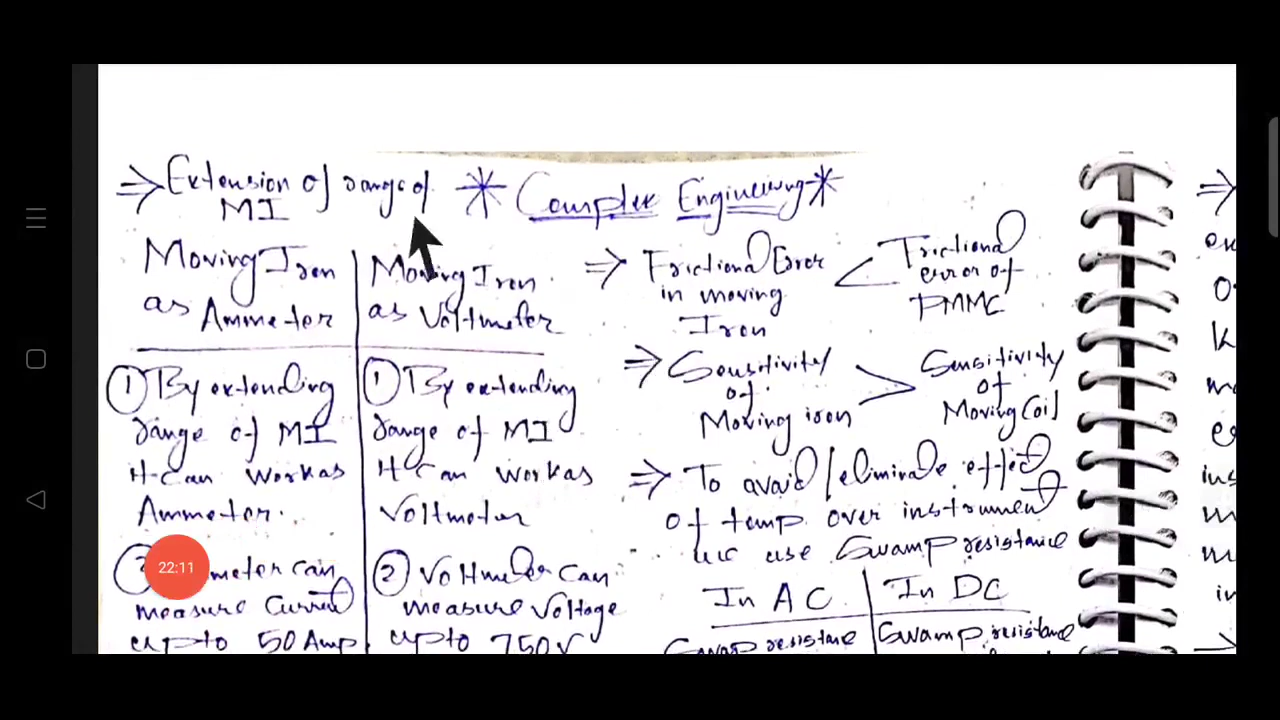 ⇒ Extension of range of
MI
* Complex Engineering *
Moving Iron
as Ammeter
① By extending
range of MI
It Can Work as
Ammeter.
meter can
measure Current
upto 50 Amp.
Moving Iron
as Voltmeter
① By extending
range of MI
It Can Work as
Voltmeter
② Voltmeter Can
measure Voltage
upto 750V
⇒ Frictional Error
in moving
Iron
<
Frictional
error of
PMMC
⇒ Sensitivity
of
Moving iron
>
Sensitivity
of
Moving Coil
⇒ To avoid/eliminate effect
of temp. over instrument
we use Swamp resistance
In AC
Swamp resistance
In DC
Swamp resistance
22:11